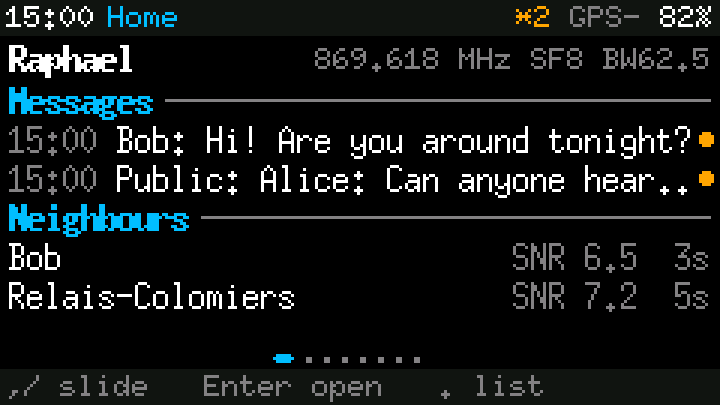 15:00 Home ✉2 GPS- 82%
Raphael 869.618 MHz SF8 BW62.5
Messages
15:00 Bob: Hi! Are you around tonight?
15:00 Public: Alice: Can anyone hear..
Neighbours
Bob SNR 6.5 3s
Relais-Colomiers SNR 7.2 5s
,/ slide Enter open . list